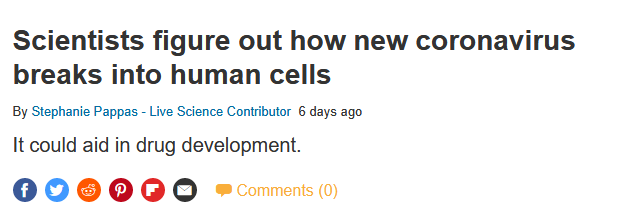 Scientists figure out how new coronavirus
breaks into human cells
By Stephanie Pappas - Live Science Contributor 6 days ago
It could aid in drug development.
Comments (0)